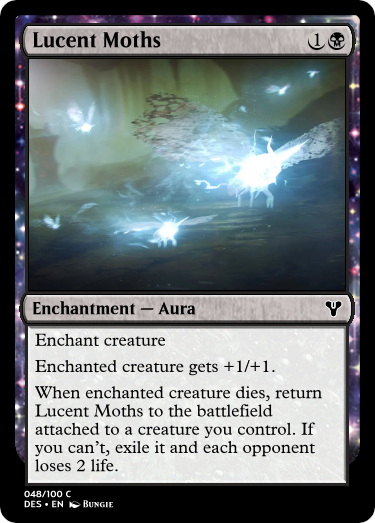 Lucent Moths
1
Enchantment — Aura
Enchant creature
Enchanted creature gets +1/+1.
When enchanted creature dies, return
Lucent Moths to the battlefield
attached to a creature you control. If
you can't, exile it and each opponent
loses 2 life.
048/100 C
DES • EN Bungie